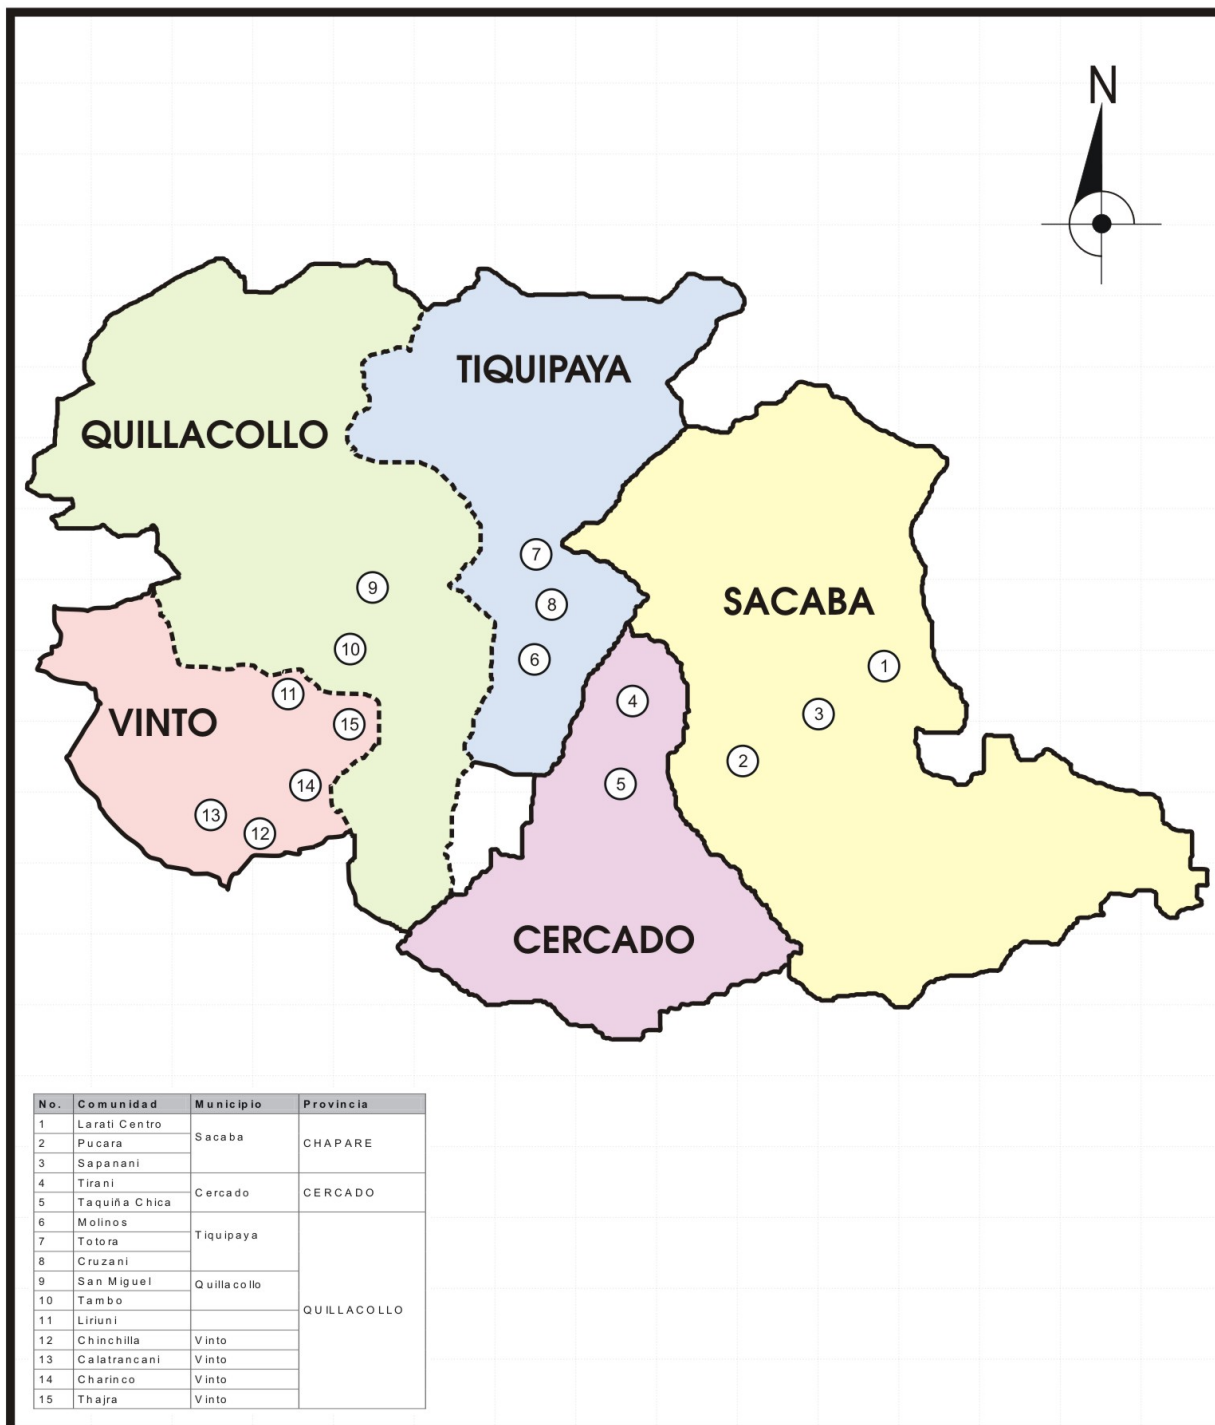 N
TIQUIPAYA
QUILLACOLLO
7
9
8
SACABA
10
6
1
11
4
3
VINTO
15
2
14
5
13
12
CERCADO
No. Comunidad Municipio Provincia
1 Larati Centro
2 Pucara Sacaba CHAPARE
3 Sapanani
4 Tirani
Cercado CERCADO
5 Taquiña Chica
6 Molinos
7 Totora Tiquipaya
8 Cruzani
9 San Miguel Quillacollo
10 Tambo
QUILLACOLLO
11 Liriuni
12 Chinchilla Vinto
13 Calatrancani Vinto
14 Charinco Vinto
15 Thajra Vinto